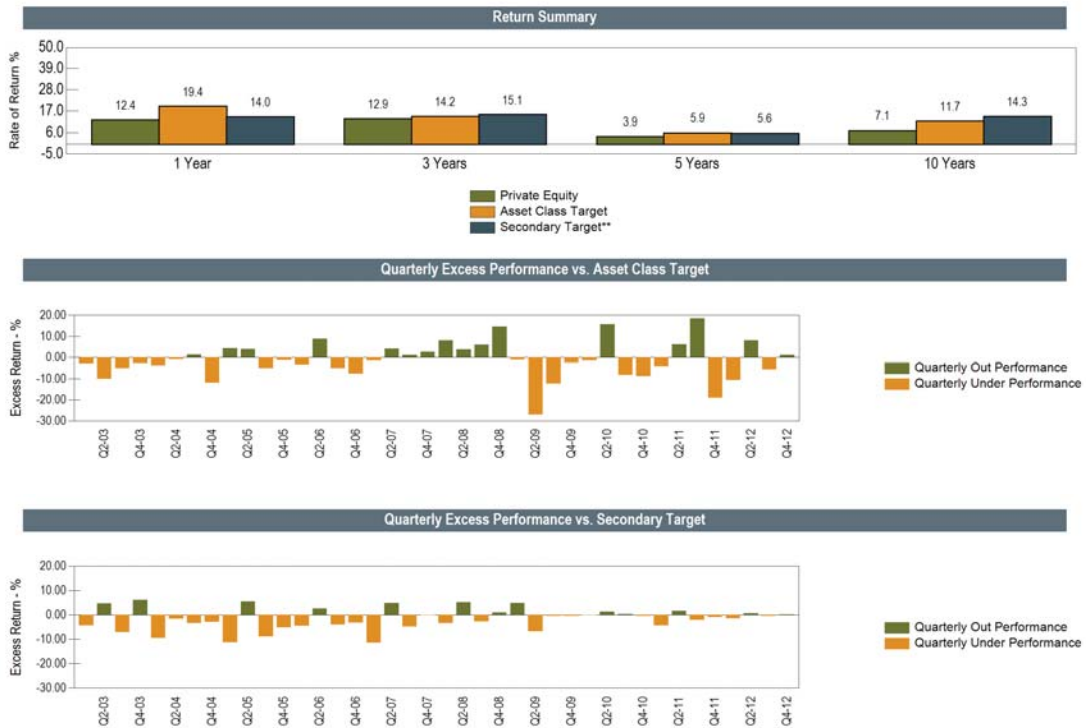 Return Summary
Rate of Return %
50.0
39.0
28.0
17.0
6.0
-5.0
12.4 19.4 14.0 12.9 14.2 15.1 3.9 5.9 5.6 7.1 11.7 14.3
1 Year 3 Years 5 Years 10 Years
Private Equity
Asset Class Target
Secondary Target**
Quarterly Excess Performance vs. Asset Class Target
Excess Return - %
20.00
10.00
0.00
-10.00
-20.00
-30.00
Q2-03 Q4-03 Q2-04 Q4-04 Q2-05 Q4-05 Q2-06 Q4-06 Q2-07 Q4-07 Q2-08 Q4-08 Q2-09 Q4-09 Q2-10 Q4-10 Q2-11 Q4-11 Q2-12 Q4-12
Quarterly Out Performance
Quarterly Under Performance
Quarterly Excess Performance vs. Secondary Target
Excess Return - %
20.00
10.00
0.00
-10.00
-20.00
-30.00
Q2-03 Q4-03 Q2-04 Q4-04 Q2-05 Q4-05 Q2-06 Q4-06 Q2-07 Q4-07 Q2-08 Q4-08 Q2-09 Q4-09 Q2-10 Q4-10 Q2-11 Q4-11 Q2-12 Q4-12
Quarterly Out Performance
Quarterly Under Performance